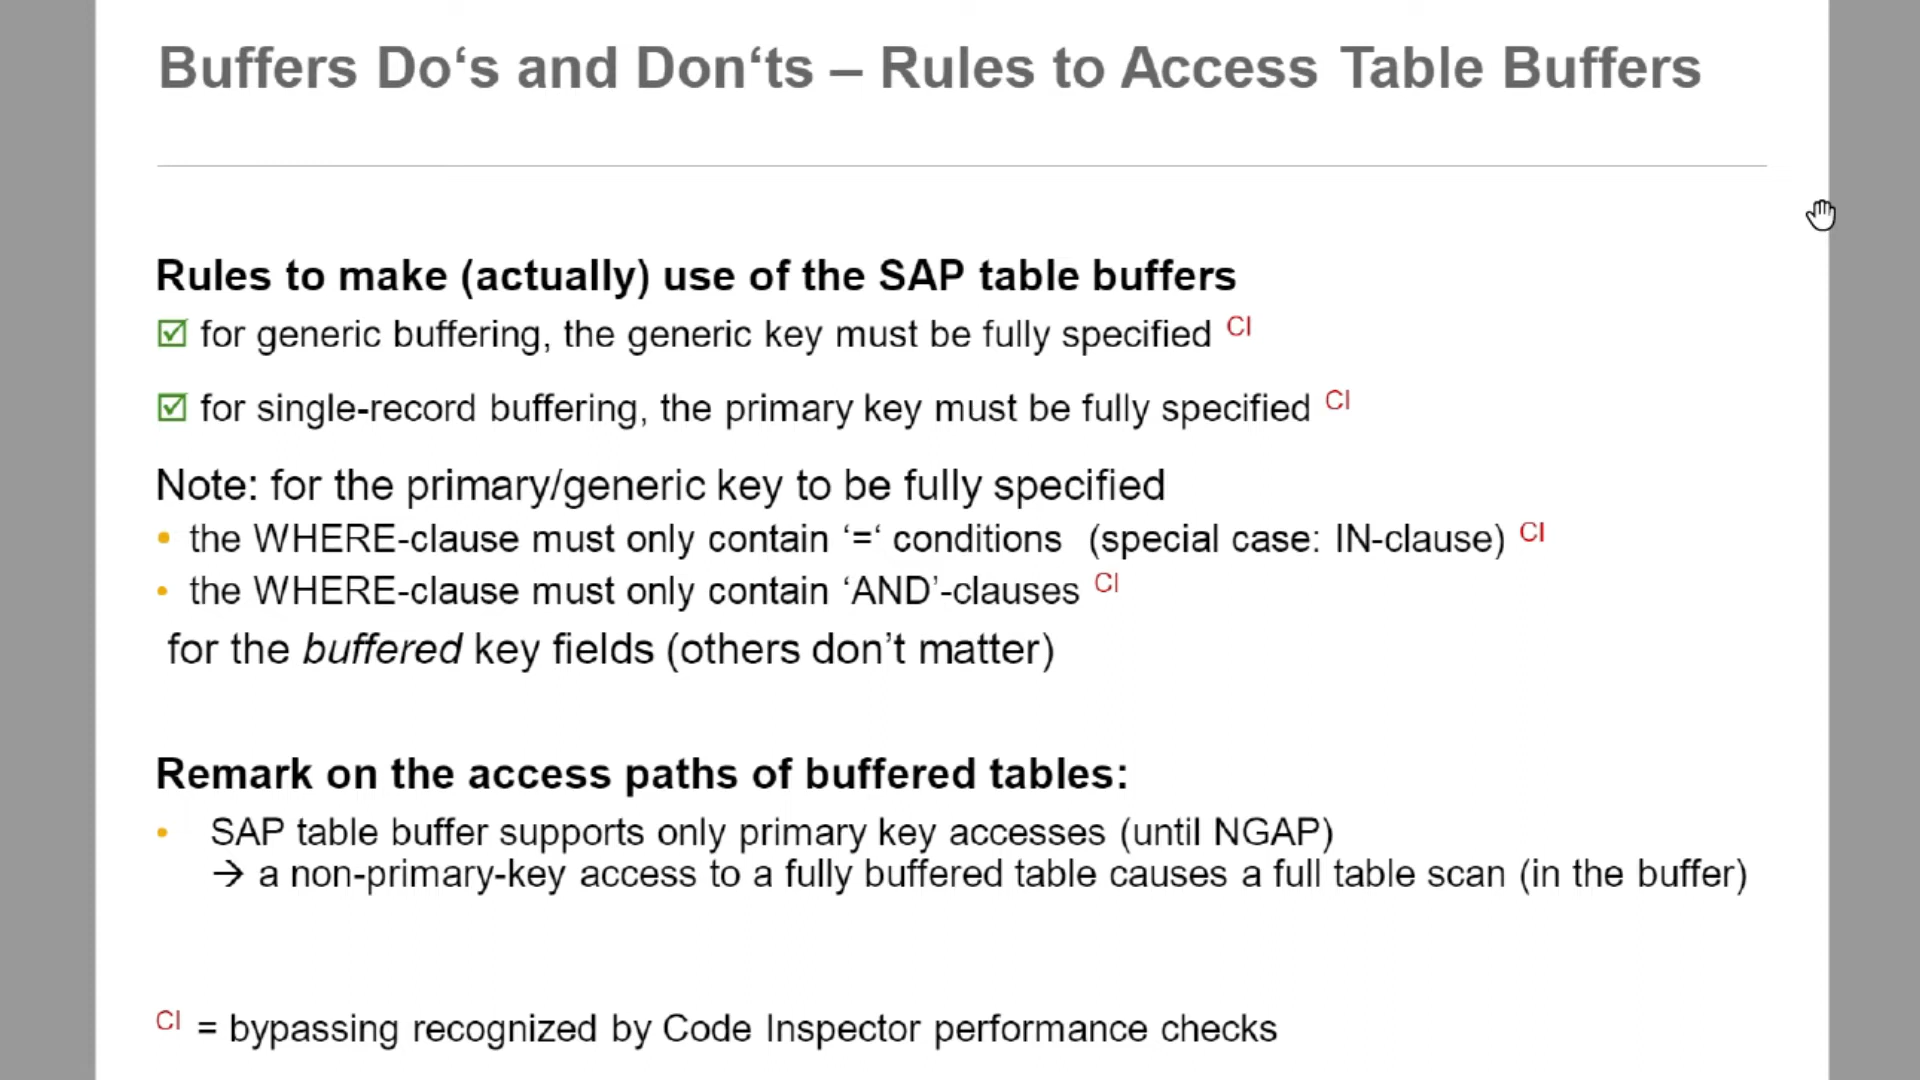 Buffers Do‘s and Don‘ts – Rules to Access Table Buffers
Rules to make (actually) use of the SAP table buffers
☑ for generic buffering, the generic key must be fully specified CI
☑ for single-record buffering, the primary key must be fully specified CI
Note: for the primary/generic key to be fully specified
• the WHERE-clause must only contain ‘=‘ conditions (special case: IN-clause) CI
• the WHERE-clause must only contain ‘AND’-clauses CI
for the buffered key fields (others don’t matter)
Remark on the access paths of buffered tables:
• SAP table buffer supports only primary key accesses (until NGAP)
→ a non-primary-key access to a fully buffered table causes a full table scan (in the buffer)
CI = bypassing recognized by Code Inspector performance checks